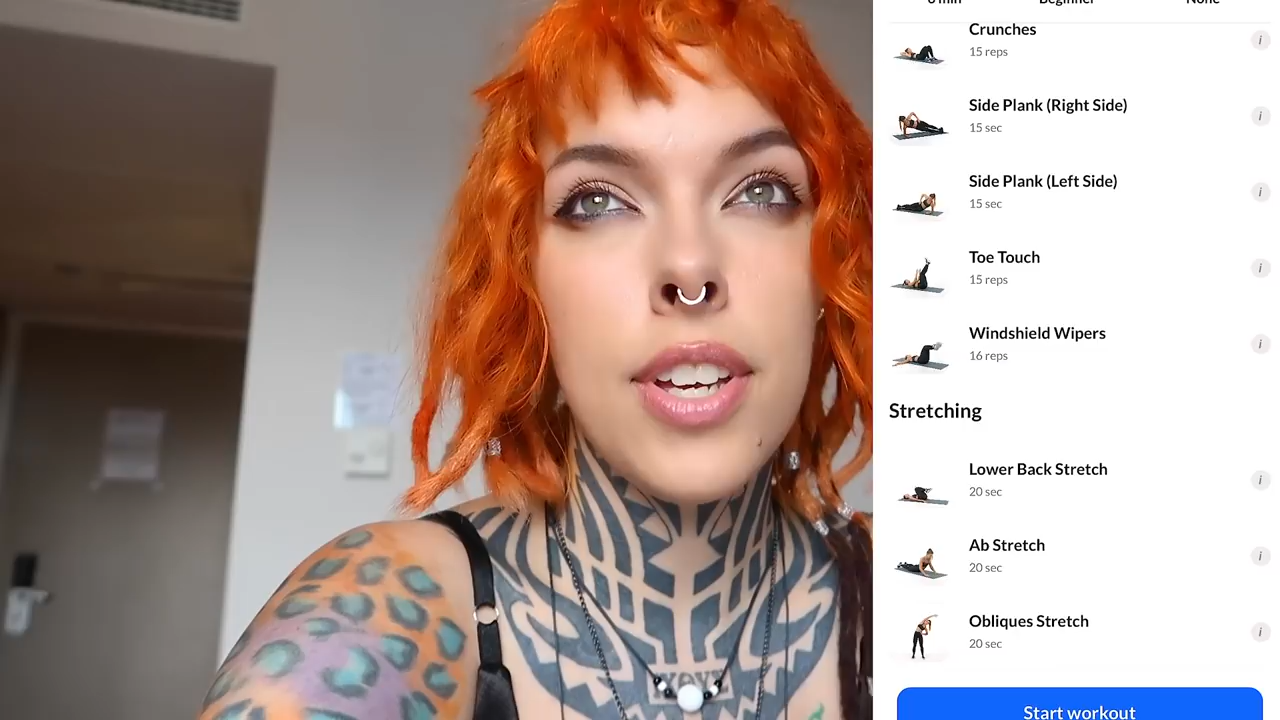 Beginner
None
Crunches
15 reps
Side Plank (Right Side)
15 sec
Side Plank (Left Side)
15 sec
Toe Touch
15 reps
Windshield Wipers
16 reps
Stretching
Lower Back Stretch
20 sec
Ab Stretch
20 sec
Obliques Stretch
20 sec
Start workout